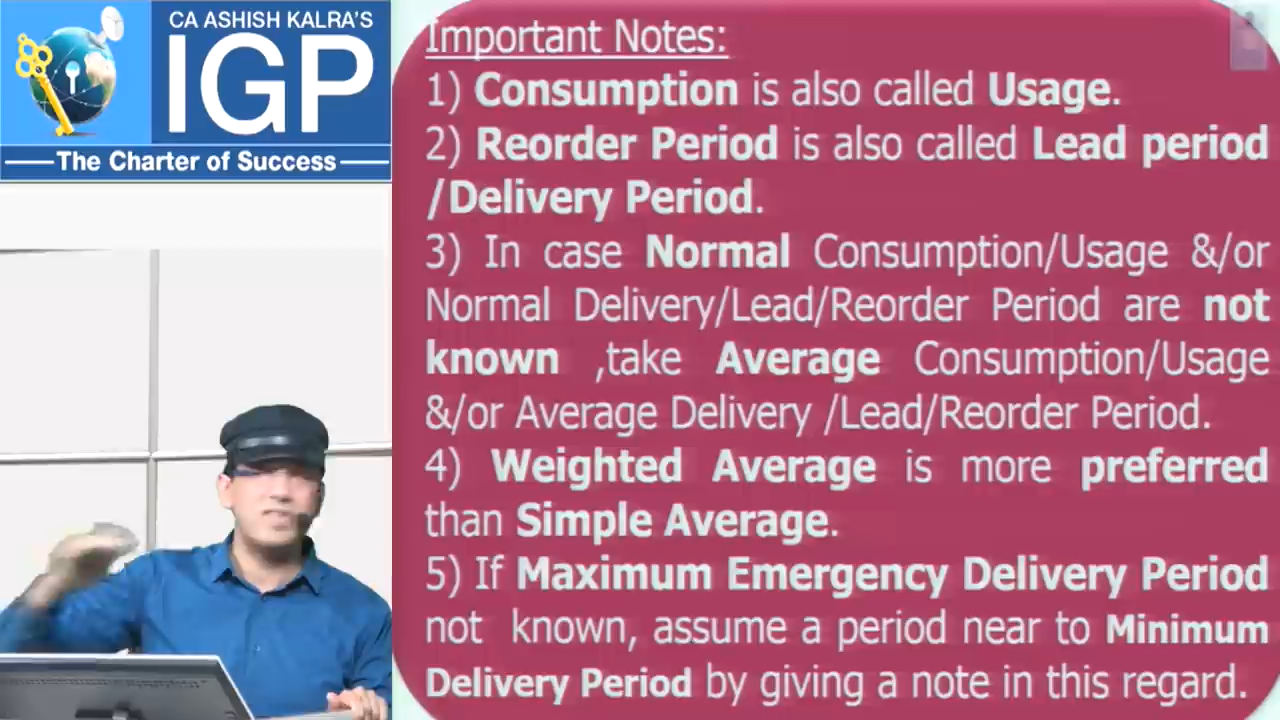 CA ASHISH KALRA'S
IGP
The Charter of Success
Important Notes:
1) Consumption is also called Usage.
2) Reorder Period is also called Lead period
/Delivery Period.
3) In case Normal Consumption/Usage &/or
Normal Delivery/Lead/Reorder Period are not
known ,take Average Consumption/Usage
&/or Average Delivery /Lead/Reorder Period.
4) Weighted Average is more preferred
than Simple Average.
5) If Maximum Emergency Delivery Period
not known, assume a period near to Minimum
Delivery Period by giving a note in this regard.